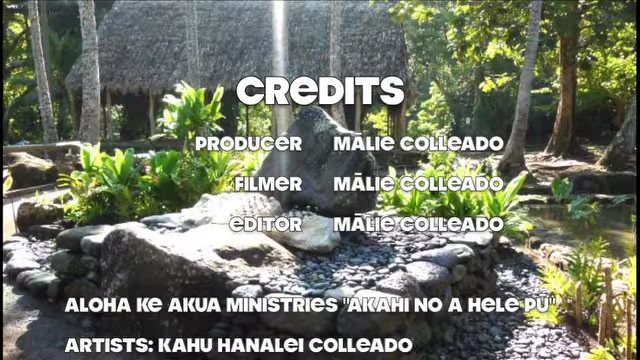 CREDITS
PRODUCER MĀLIE COLLEADO
FILMER MĀLIE COLLEADO
EDITOR MĀLIE COLLEADO
ALOHA KE AKUA MINISTRIES "AKAHI NO A HELE PŪ"
ARTISTS: KAHU HANALEI COLLEADO